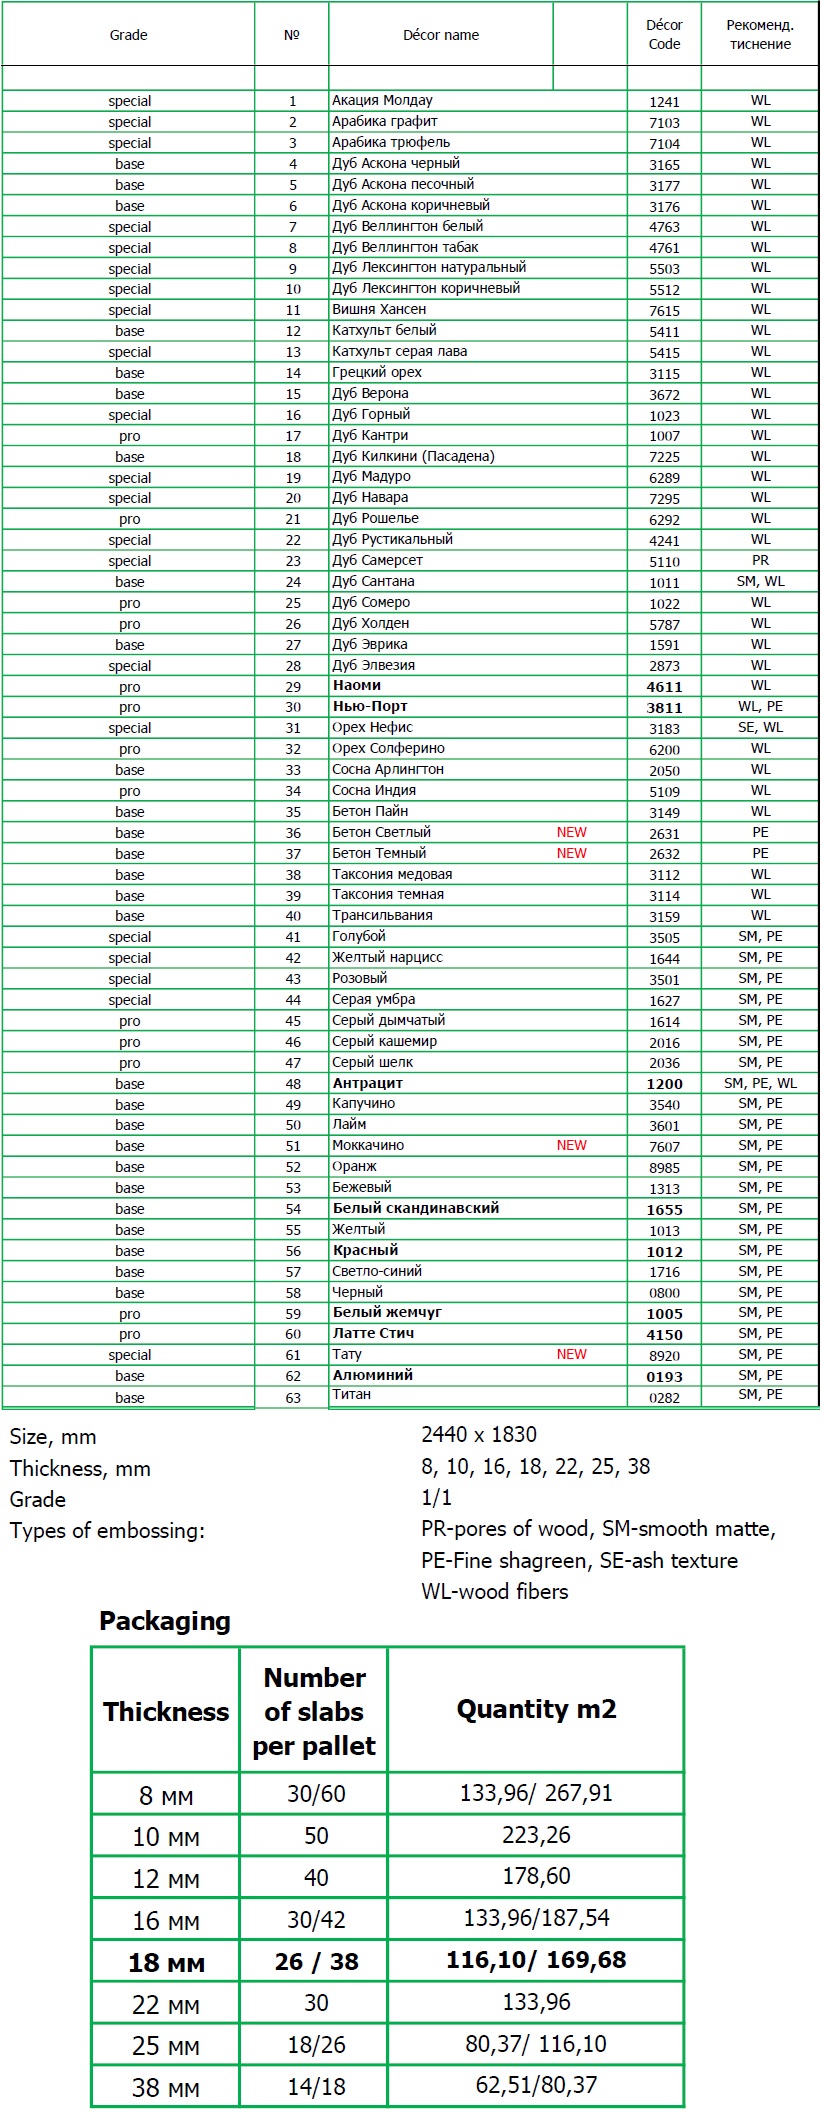 Grade № Décor name Décor Code Рекоменд. тиснение
special 1 Акация Молдау 1241 WL
special 2 Арабика графит 7103 WL
special 3 Арабика трюфель 7104 WL
base 4 Дуб Аскона черный 3165 WL
base 5 Дуб Аскона песочный 3177 WL
base 6 Дуб Аскона коричневый 3176 WL
special 7 Дуб Веллингтон белый 4763 WL
special 8 Дуб Веллингтон табак 4761 WL
special 9 Дуб Лексингтон натуральный 5503 WL
special 10 Дуб Лексингтон коричневый 5512 WL
special 11 Вишня Хансен 7615 WL
base 12 Катхульт белый 5411 WL
special 13 Катхульт серая лава 5415 WL
base 14 Грецкий орех 3115 WL
base 15 Дуб Верона 3672 WL
special 16 Дуб Горный 1023 WL
pro 17 Дуб Кантри 1007 WL
base 18 Дуб Килкини (Пасадена) 7225 WL
special 19 Дуб Мадуро 6289 WL
special 20 Дуб Навара 7295 WL
pro 21 Дуб Рошелье 6292 WL
special 22 Дуб Рустикальный 4241 WL
special 23 Дуб Самерсет 5110 PR
base 24 Дуб Сантана 1011 SM, WL
pro 25 Дуб Сомеро 1022 WL
pro 26 Дуб Холден 5787 WL
base 27 Дуб Эврика 1591 WL
special 28 Дуб Элвезия 2873 WL
pro 29 Наоми 4611 WL
pro 30 Нью-Порт 3811 WL, PE
special 31 Орех Нефис 3183 SE, WL
pro 32 Орех Солферино 6200 WL
base 33 Сосна Арлингтон 2050 WL
pro 34 Сосна Индия 5109 WL
base 35 Бетон Пайн 3149 WL
base 36 Бетон Светлый NEW 2631 PE
base 37 Бетон Темный NEW 2632 PE
base 38 Таксония медовая 3112 WL
base 39 Таксония темная 3114 WL
base 40 Трансильвания 3159 WL
special 41 Голубой 3505 SM, PE
special 42 Желтый нарцисс 1644 SM, PE
special 43 Розовый 3501 SM, PE
special 44 Серая умбра 1627 SM, PE
pro 45 Серый дымчатый 1614 SM, PE
pro 46 Серый кашемир 2016 SM, PE
pro 47 Серый шелк 2036 SM, PE
base 48 Антрацит 1200 SM, PE, WL
base 49 Капучино 3540 SM, PE
base 50 Лайм 3601 SM, PE
base 51 Моккачино NEW 7607 SM, PE
base 52 Оранж 8985 SM, PE
base 53 Бежевый 1313 SM, PE
base 54 Белый скандинавский 1655 SM, PE
base 55 Желтый 1013 SM, PE
base 56 Красный 1012 SM, PE
base 57 Светло-синий 1716 SM, PE
base 58 Черный 0800 SM, PE
pro 59 Белый жемчуг 1005 SM, PE
pro 60 Латте Стич 4150 SM, PE
special 61 Тату NEW 8920 SM, PE
base 62 Алюминий 0193 SM, PE
base 63 Титан 0282 SM, PE
Size, mm 2440 x 1830
Thickness, mm 8, 10, 16, 18, 22, 25, 38
Grade 1/1
Types of embossing: PR-pores of wood, SM-smooth matte,
PE-Fine shagreen, SE-ash texture
WL-wood fibers
Packaging
Thickness Number of slabs per pallet Quantity m2
8 мм 30/60 133,96/ 267,91
10 мм 50 223,26
12 мм 40 178,60
16 мм 30/42 133,96/187,54
18 мм 26 / 38 116,10/ 169,68
22 мм 30 133,96
25 мм 18/26 80,37/ 116,10
38 мм 14/18 62,51/80,37